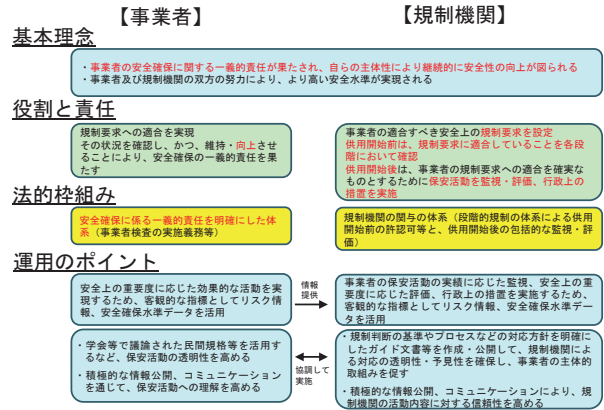 【事業者】
【規制機関】
基本理念
・事業者の安全確保に関する一義的責任が果たされ、自らの主体性により継続的に安全性の向上が図られる
・事業者及び規制機関の双方の努力により、より高い安全水準が実現される
役割と責任
規制要求への適合を実現
その状況を確認し、かつ、維持・向上させ
ることにより、安全確保の一義的責任を果
たす
事業者の適合すべき安全上の規制要求を設定
供用開始前は、規制要求に適合していることを各段
階において確認
供用開始後は、事業者の規制要求への適合を確実な
ものとするために保安活動を監視・評価、行政上の
措置を実施
法的枠組み
安全確保に係る一義的責任を明確にした体
系（事業者検査の実施義務等）
規制機関の関与の体系（段階的規制の体系による供用
開始前の許認可等と、供用開始後の包括的な監視・評
価）
運用のポイント
安全上の重要度に応じた効果的な活動を実
現するため、客観的な指標としてリスク情
報、安全確保水準データを活用
情報
提供
事業者の保安活動の実績に応じた監視、安全上の重
要度に応じた評価、行政上の措置を実施するため、客
観的な指標としてリスク情報、安全確保水準データ
を活用
・学会等で議論された民間規格等を活用す
るなど、保安活動の透明性を高める
・積極的な情報公開、コミュニケーション
を通じて、保安活動への理解を高める
協調して
実施
・規制判断の基準やプロセスなどの対応方針を明確に
したガイド文書等を作成・公開して、規制機関によ
る対応の透明性・予見性を確保し、事業者の主体的
取組みを促す
・積極的な情報公開、コミュニケーションにより、規
制機関の活動内容に対する信頼性を高める